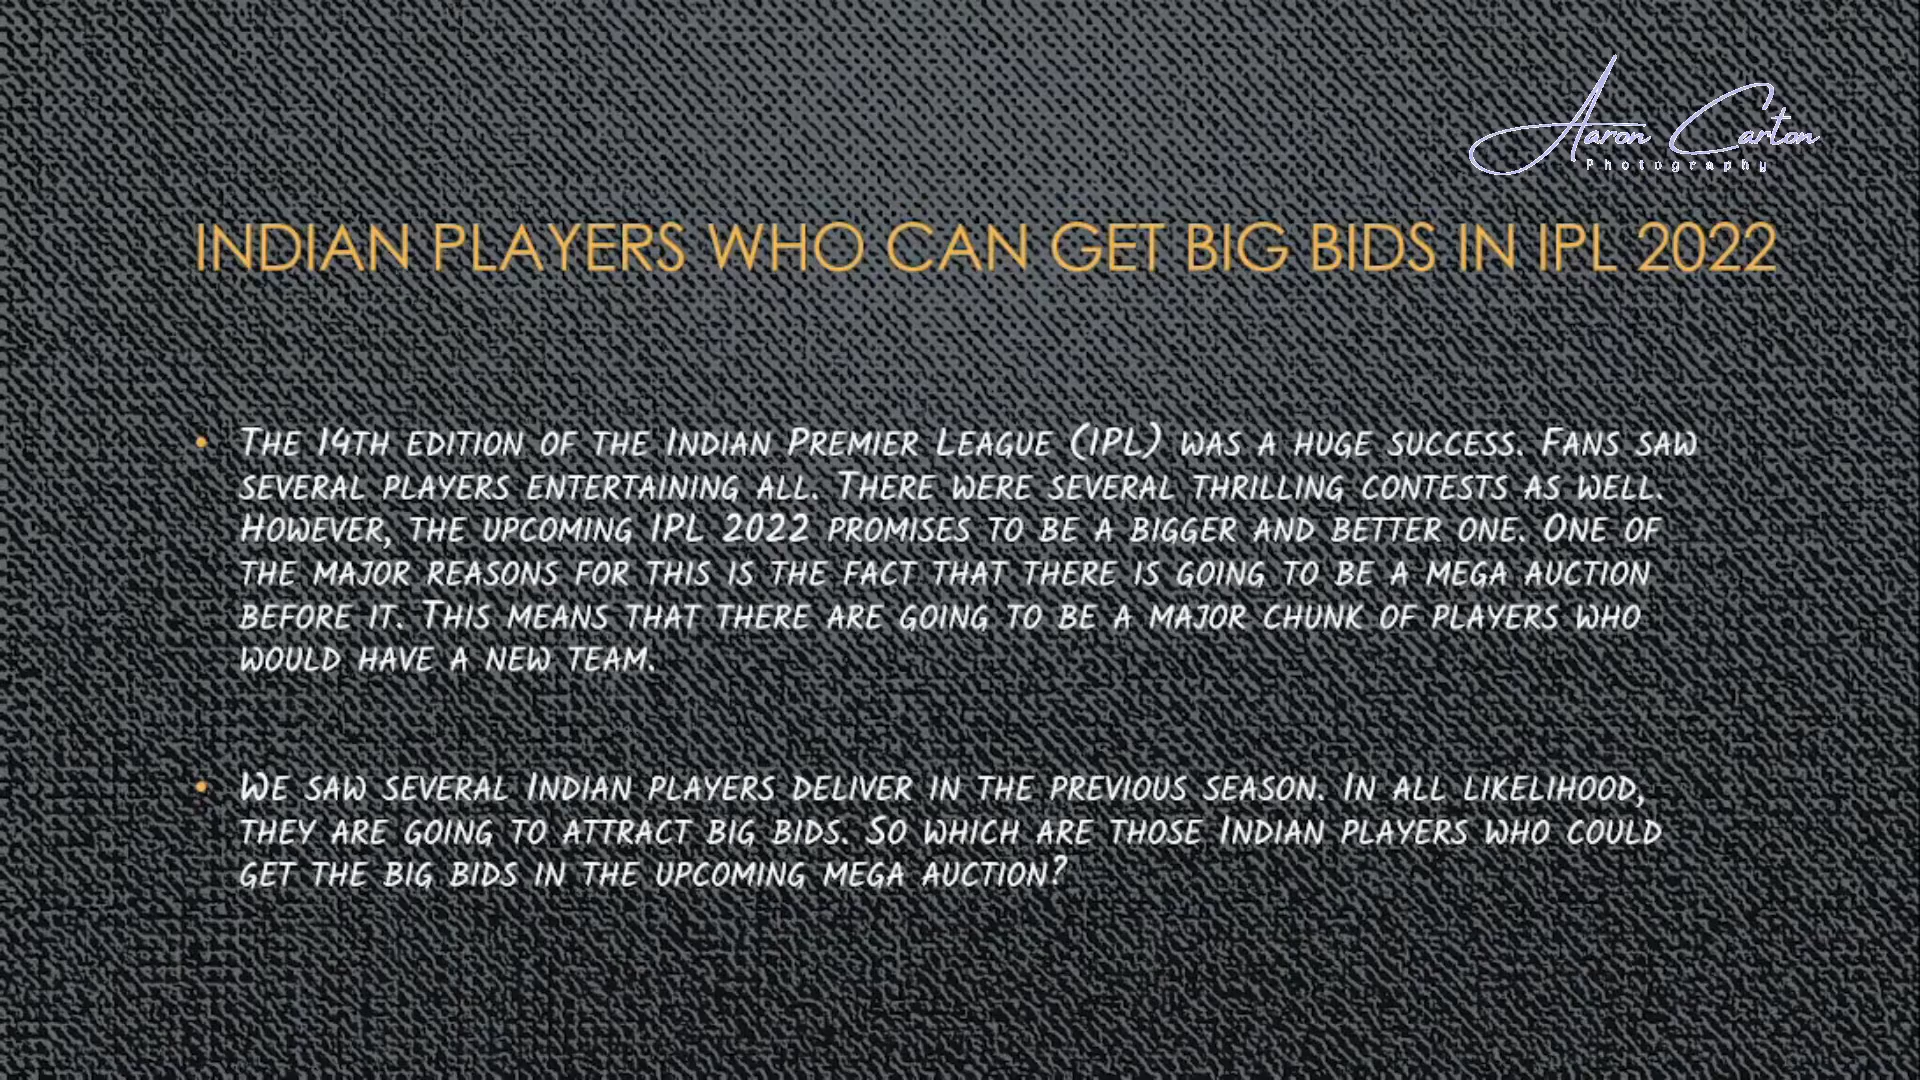 Aaron Carton
Photography
INDIAN PLAYERS WHO CAN GET BIG BIDS IN IPL 2022
• The 14th edition of the Indian Premier League (IPL) was a huge success. Fans saw
several players entertaining all. There were several thrilling contests as well.
However, the upcoming IPL 2022 promises to be a bigger and better one. One of
the major reasons for this is the fact that there is going to be a mega auction
before it. This means that there are going to be a major chunk of players who
would have a new team.
• We saw several Indian players deliver in the previous season. In all likelihood,
they are going to attract big bids. So which are those Indian players who could
get the big bids in the upcoming mega auction?